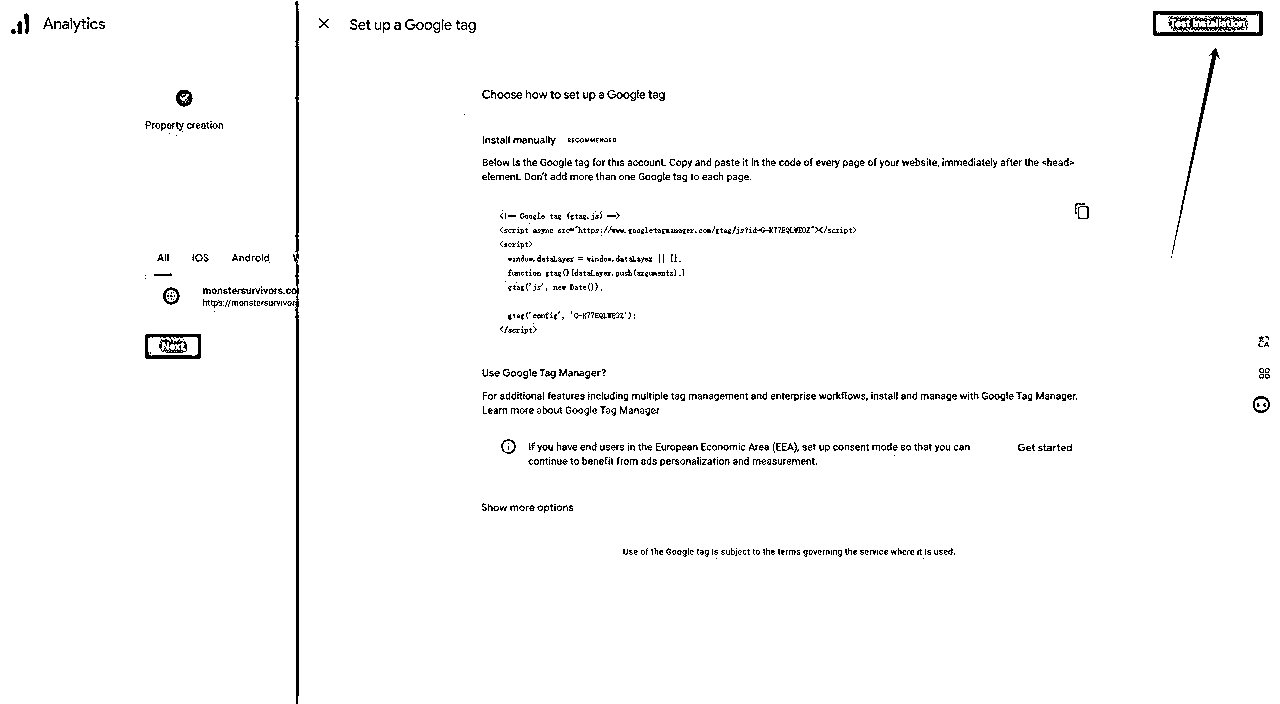 Analytics
Set up a Google tag
Test installation
Property creation
All iOS Android
monstersurvivors.co
https://monstersurvivor
Next
Choose how to set up a Google tag
Install manually RECOMMENDED
Below is the Google tag for this account. Copy and paste it in the code of every page of your website, immediately after the <head>
element. Don't add more than one Google tag to each page.
<!-- Google tag (gtag.js) -->
<script async src="https://www.googletagmanager.com/gtag/js?id=G-K77EQLWEOZ"></script>
<script>
window.dataLayer = window.dataLayer || [];
function gtag(){dataLayer.push(arguments);}
gtag('js', new Date());
gtag('config', 'G-K77EQLWEOZ');
</script>
Use Google Tag Manager?
For additional features including multiple tag management and enterprise workflows, install and manage with Google Tag Manager.
Learn more about Google Tag Manager
If you have end users in the European Economic Area (EEA), set up consent mode so that you can
continue to benefit from ads personalization and measurement.
Get started
Show more options
Use of the Google tag is subject to the terms governing the service where it is used.